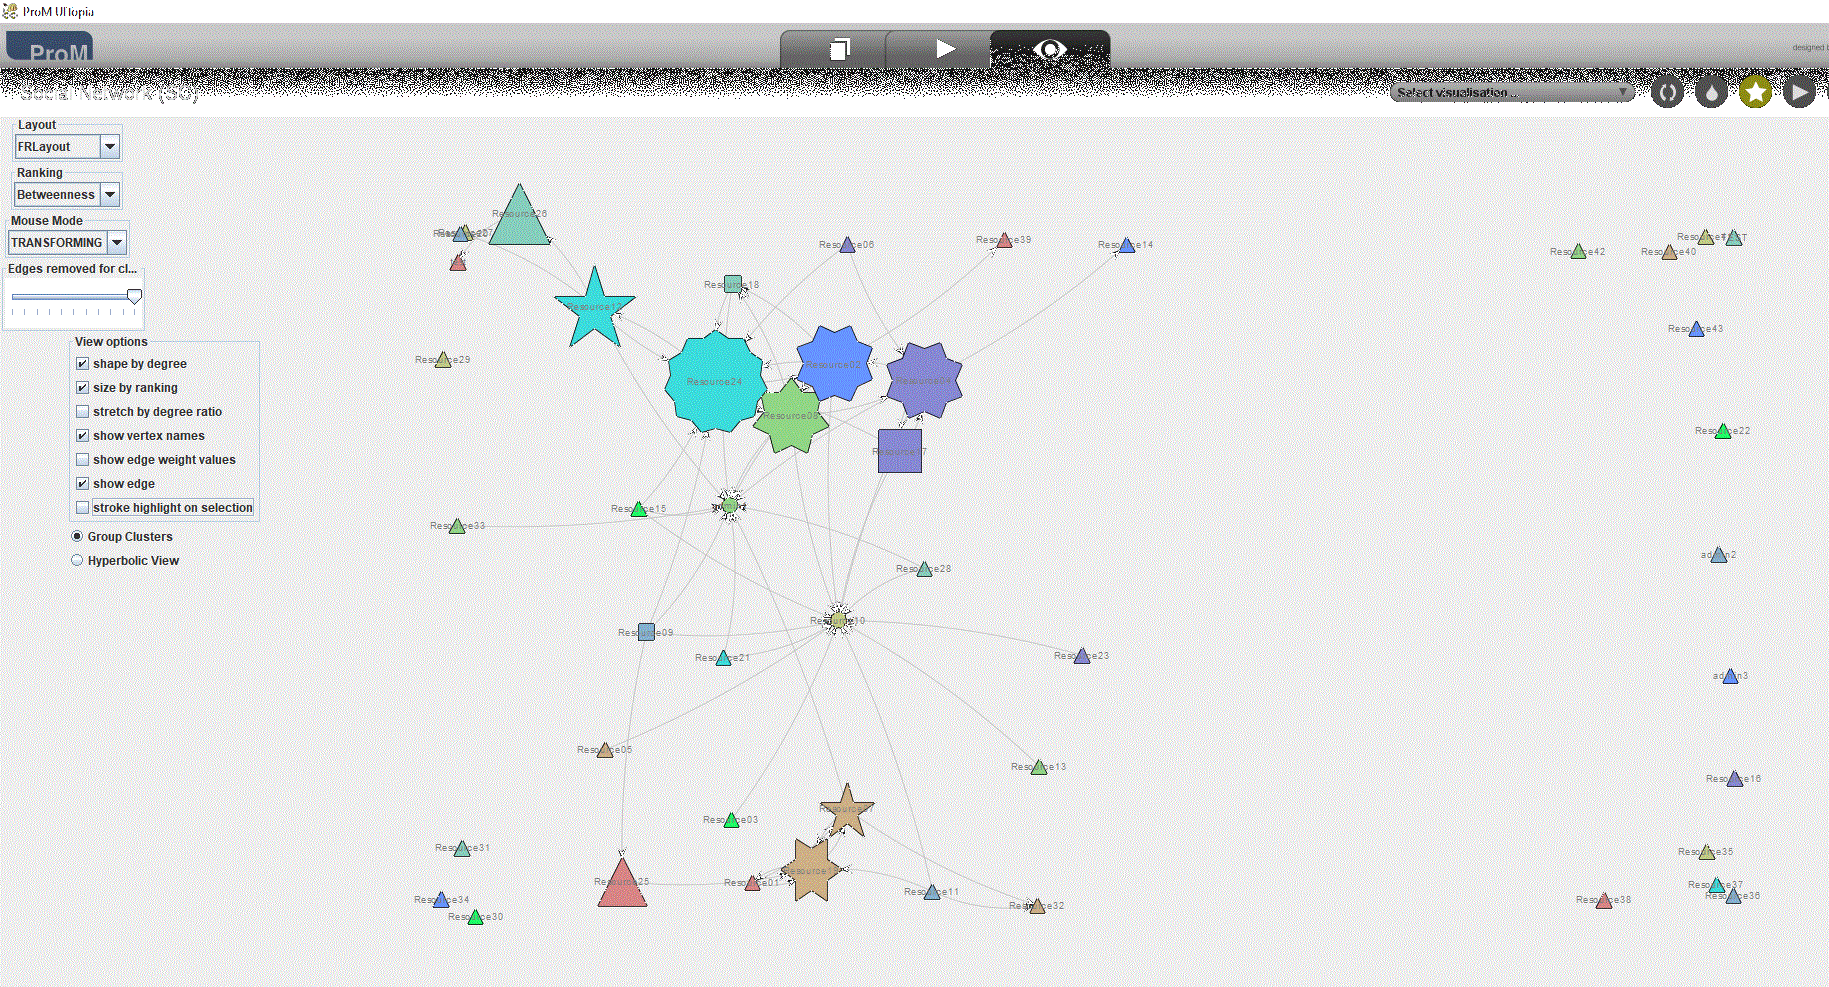 ProM UITopia
ProM
designed b
Select visualisation ...
Layout
FRLayout
Ranking
Betweenness
Mouse Mode
TRANSFORMING
Edges removed for cl...
View options
shape by degree
size by ranking
stretch by degree ratio
show vertex names
show edge weight values
show edge
stroke highlight on selection
Group Clusters
Hyperbolic View
Resource26
Resource06
Resource39
Resource14
Resource42
Resource40
Resource18
Resource12
Resource43
Resource29
Resource02
Resource24
Resource04
Resource08
Resource22
Resource17
Resource15
Resource33
admin2
Resource28
Resource10
Resource09
Resource21
Resource23
admin3
Resource05
Resource13
Resource16
Resource07
Resource03
Resource31
Resource35
Resource25
Resource01
Resource37
Resource11
Resource36
Resource34
Resource38
Resource32
Resource30